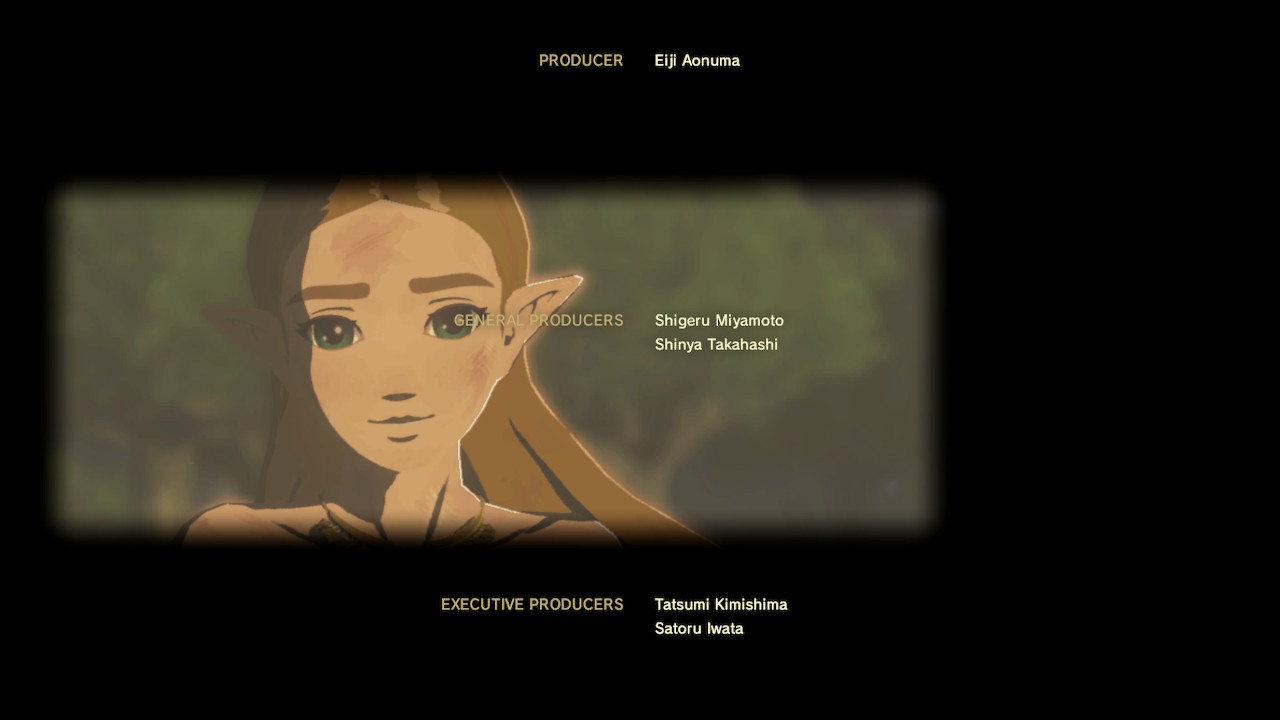 PRODUCER Eiji Aonuma
GENERAL PRODUCERS Shigeru Miyamoto
Shinya Takahashi
EXECUTIVE PRODUCERS Tatsumi Kimishima
Satoru Iwata